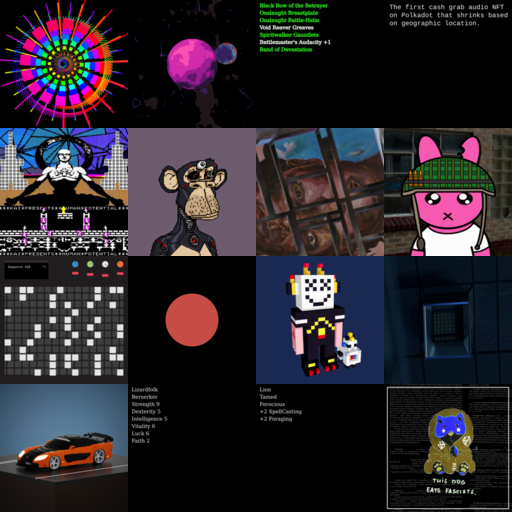 Black Bow of the Betrayer
Onslaught Breastplate
Onslaught Battle-Helm
Void Reaver Greaves
Spiritwalker Gauntlets
Battlemaster's Audacity +1
Band of Devastation
The first cash grab audio NFT
on Polkadot that shrinks based
on geographic location.
Lizardfolk
Berserker
Strength 9
Dexterity 5
Intelligence 5
Vitality 6
Luck 6
Faith 2
Lion
Tamed
Ferocious
+2 SpellCasting
+2 Foraging
THIS DOG
EATS FASCISTS.